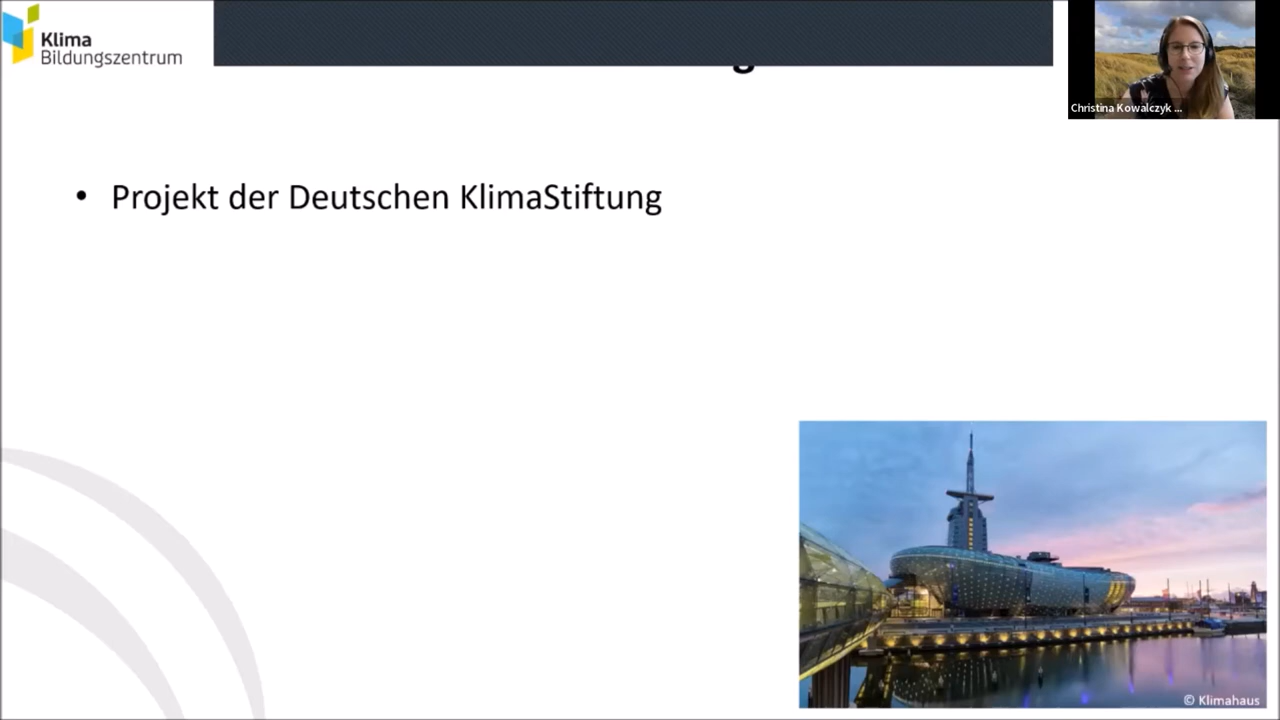 Klima
Bildungszentrum
Christina Kowalczyk ...
• Projekt der Deutschen KlimaStiftung
© Klimahaus